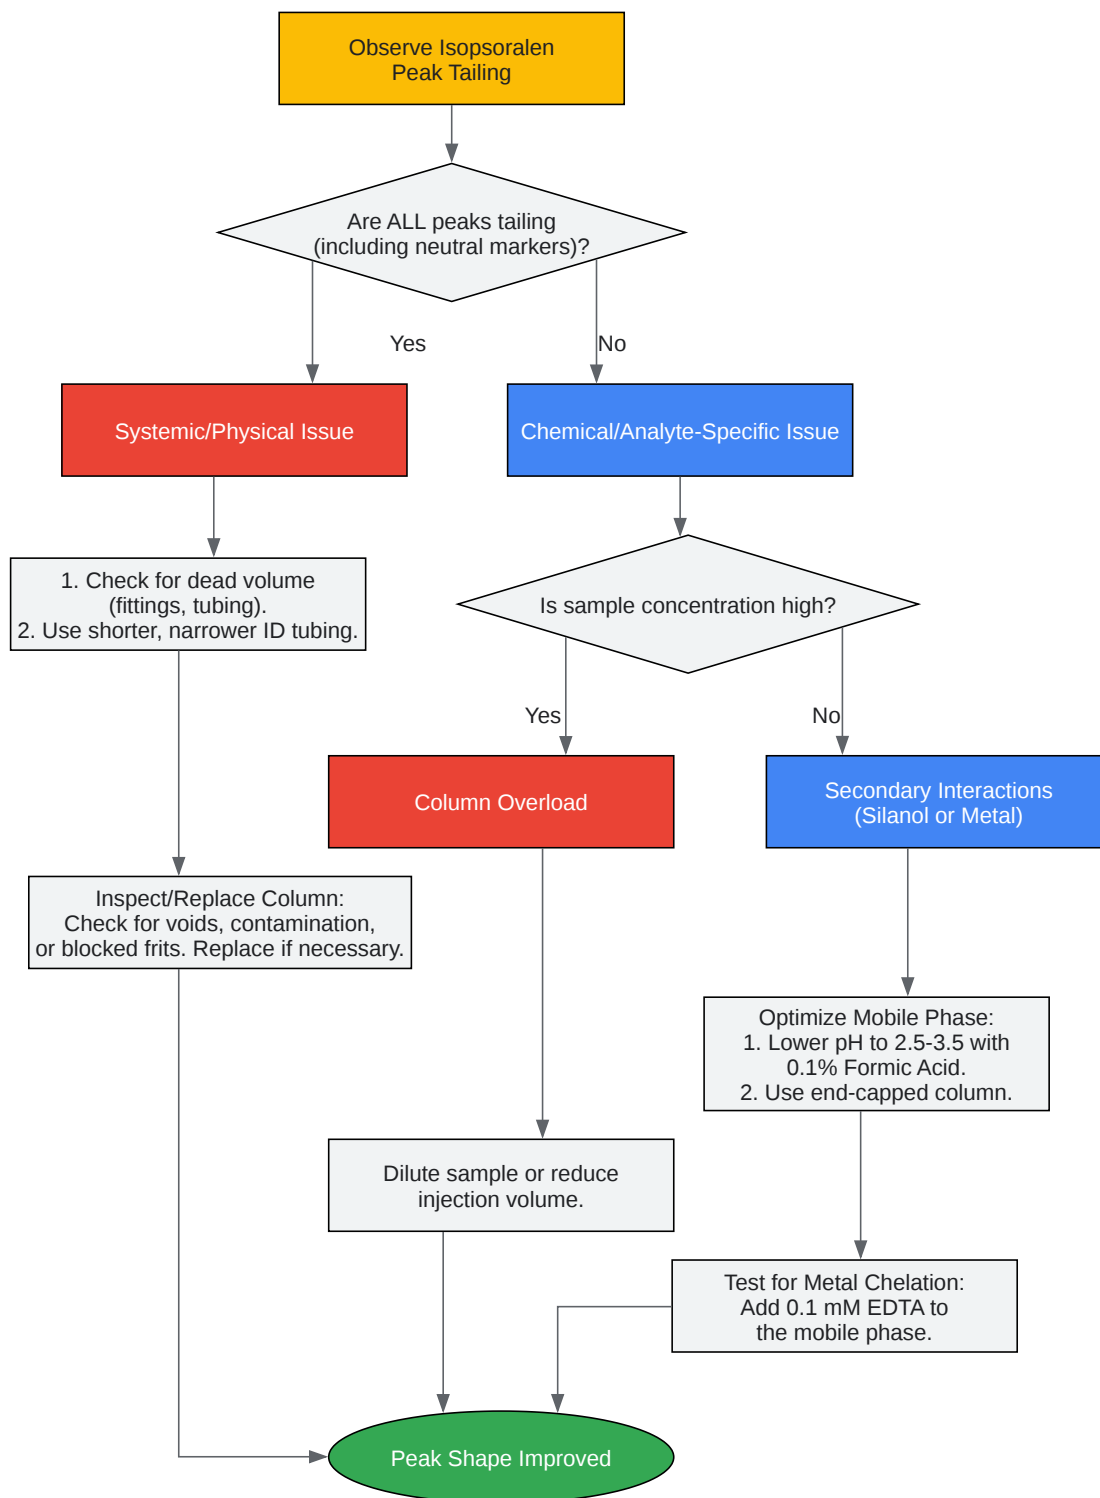 Observe Isopsoralen
Peak Tailing
Are ALL peaks tailing
(including neutral markers)?
Yes
No
Systemic/Physical Issue
Chemical/Analyte-Specific Issue
1. Check for dead volume
(fittings, tubing).
2. Use shorter, narrower ID tubing.
Is sample concentration high?
Yes
No
Column Overload
Secondary Interactions
(Silanol or Metal)
Inspect/Replace Column:
Check for voids, contamination,
or blocked frits. Replace if necessary.
Optimize Mobile Phase:
1. Lower pH to 2.5-3.5 with
0.1% Formic Acid.
2. Use end-capped column.
Dilute sample or reduce
injection volume.
Test for Metal Chelation:
Add 0.1 mM EDTA to
the mobile phase.
Peak Shape Improved